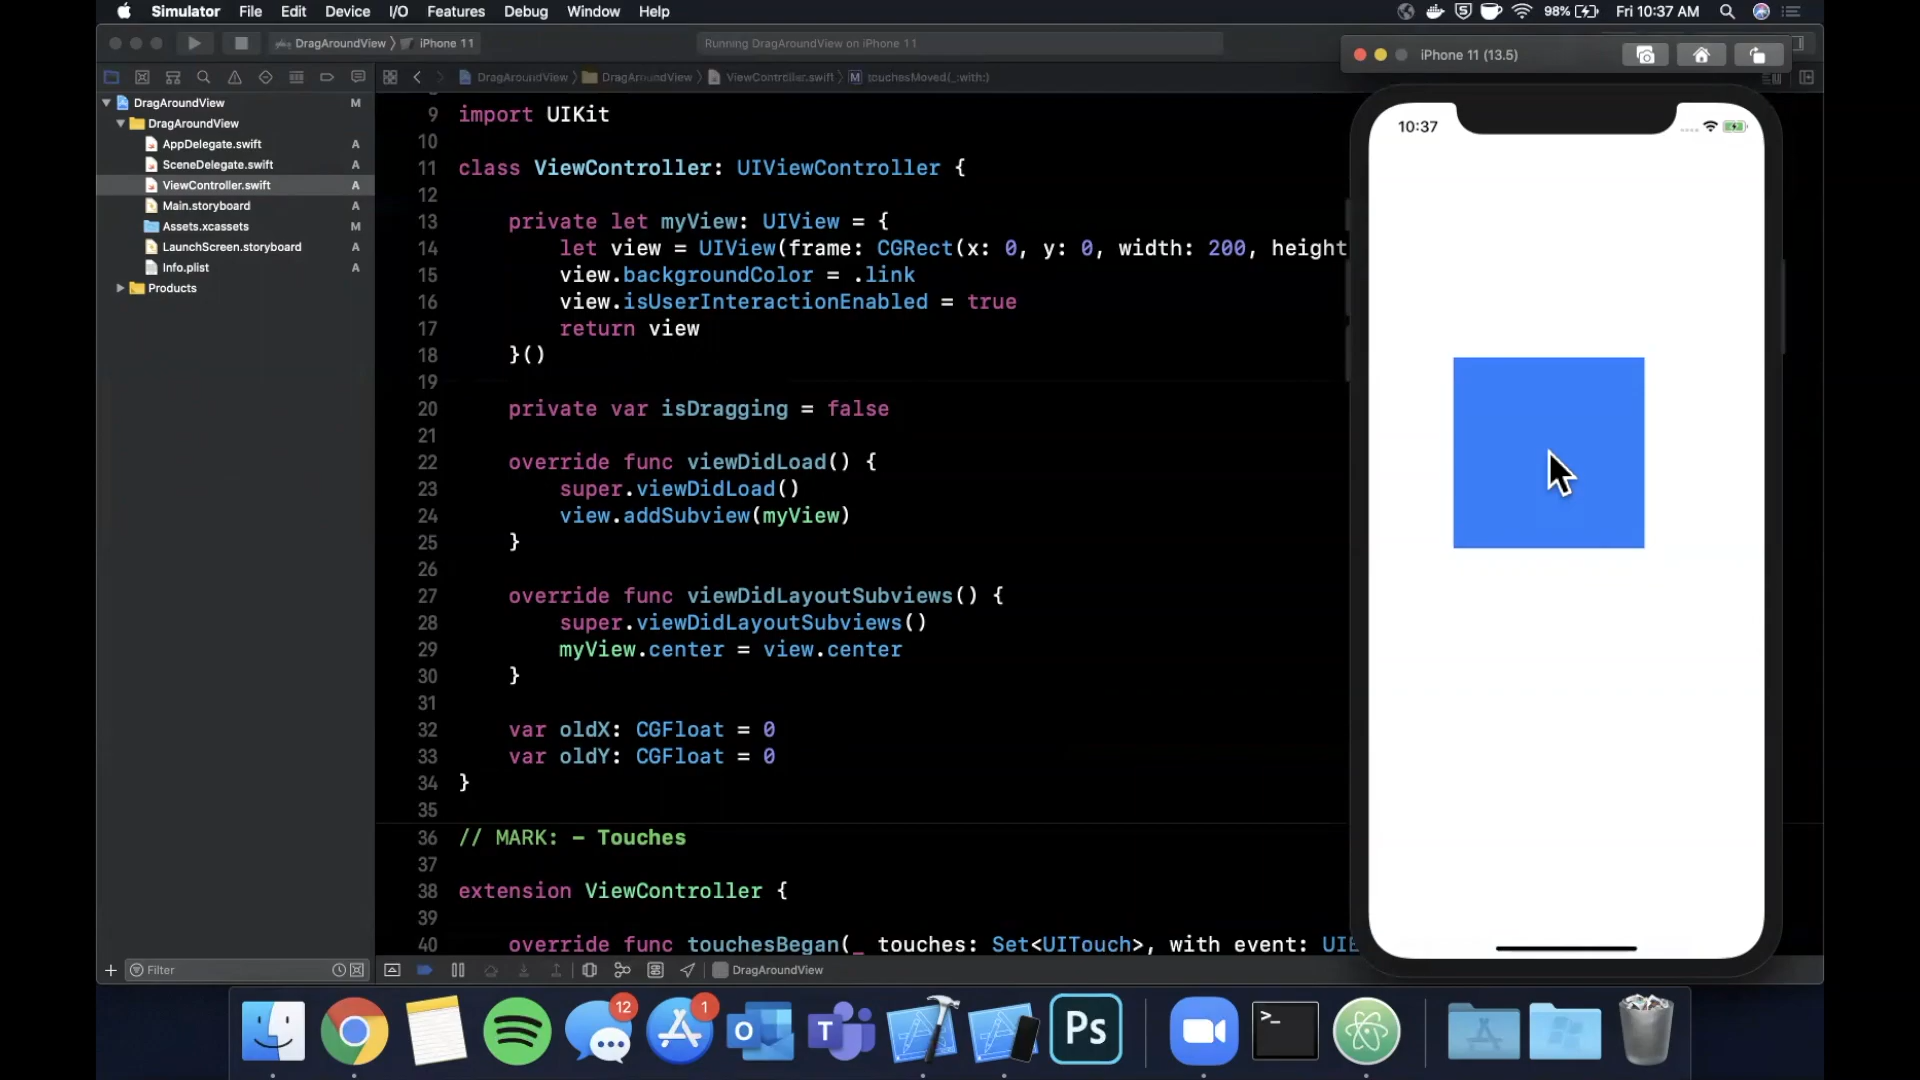 Simulator File Edit Device I/O Features Debug Window Help 98% Fri 10:37 AM
DragAroundView iPhone 11 Running DragAroundView on iPhone 11
iPhone 11 (13.5)
DragAroundView DragAroundView ViewController.swift M touchesMoved(_:with:)
DragAroundView M
DragAroundView
AppDelegate.swift A
SceneDelegate.swift A
ViewController.swift A
Main.storyboard A
Assets.xcassets M
LaunchScreen.storyboard A
Info.plist A
Products
9 import UIKit
10
11 class ViewController: UIViewController {
12
13 private let myView: UIView = {
14 let view = UIView(frame: CGRect(x: 0, y: 0, width: 200, height
15 view.backgroundColor = .link
16 view.isUserInteractionEnabled = true
17 return view
18 }()
19
20 private var isDragging = false
21
22 override func viewDidLoad() {
23 super.viewDidLoad()
24 view.addSubview(myView)
25 }
26
27 override func viewDidLayoutSubviews() {
28 super.viewDidLayoutSubviews()
29 myView.center = view.center
30 }
31
32 var oldX: CGFloat = 0
33 var oldY: CGFloat = 0
34 }
35
36 // MARK: - Touches
37
38 extension ViewController {
39
40 override func touchesBegan(_ touches: Set<UITouch>, with event: UIE
10:37
Filter
DragAroundView
12
1
Ps